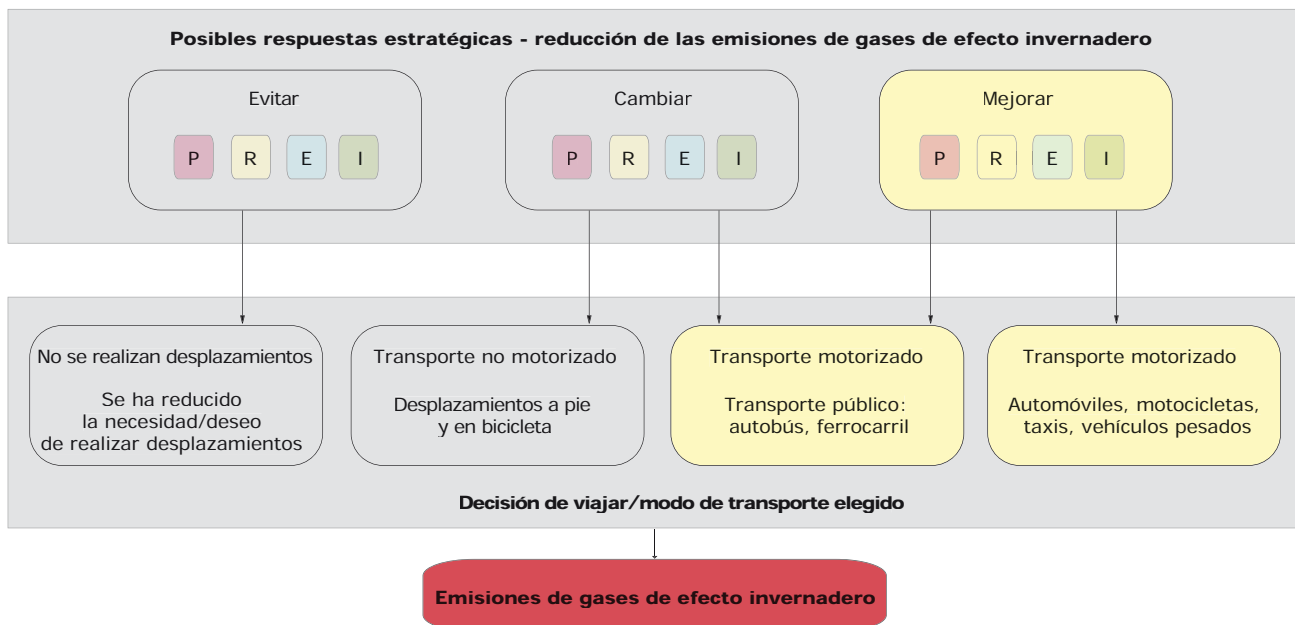 Posibles respuestas estratégicas - reducción de las emisiones de gases de efecto invernadero
Evitar
P R E I
Cambiar
P R E I
Mejorar
P R E I
No se realizan desplazamientos
Se ha reducido
la necesidad/deseo
de realizar desplazamientos
Transporte no motorizado
Desplazamientos a pie
y en bicicleta
Transporte motorizado
Transporte público:
autobús, ferrocarril
Transporte motorizado
Automóviles, motocicletas,
taxis, vehículos pesados
Decisión de viajar/modo de transporte elegido
Emisiones de gases de efecto invernadero